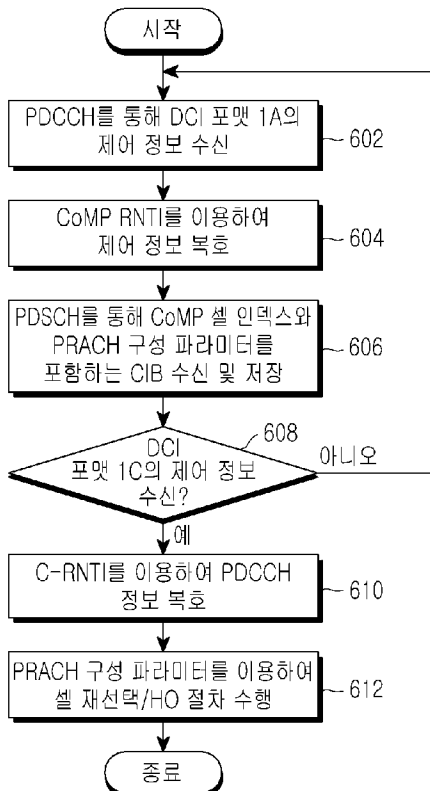 시작
PDCCH를 통해 DCI 포맷 1A의
제어 정보 수신
602
CoMP RNTI를 이용하여
제어 정보 복호
604
PDSCH를 통해 CoMP 셀 인덱스와
PRACH 구성 파라미터를
포함하는 CIB 수신 및 저장
606
608
DCI
포맷 1C의 제어 정보
수신?
아니오
예
C-RNTI를 이용하여 PDCCH
정보 복호
610
PRACH 구성 파라미터를 이용하여
셀 재선택/HO 절차 수행
612
종료